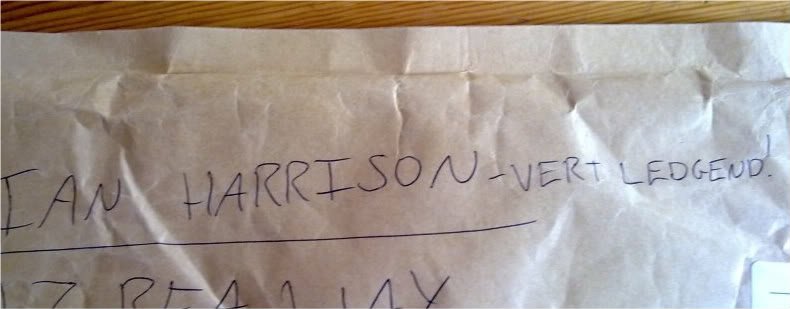 IAN HARRISON - VERT LEDGEND!